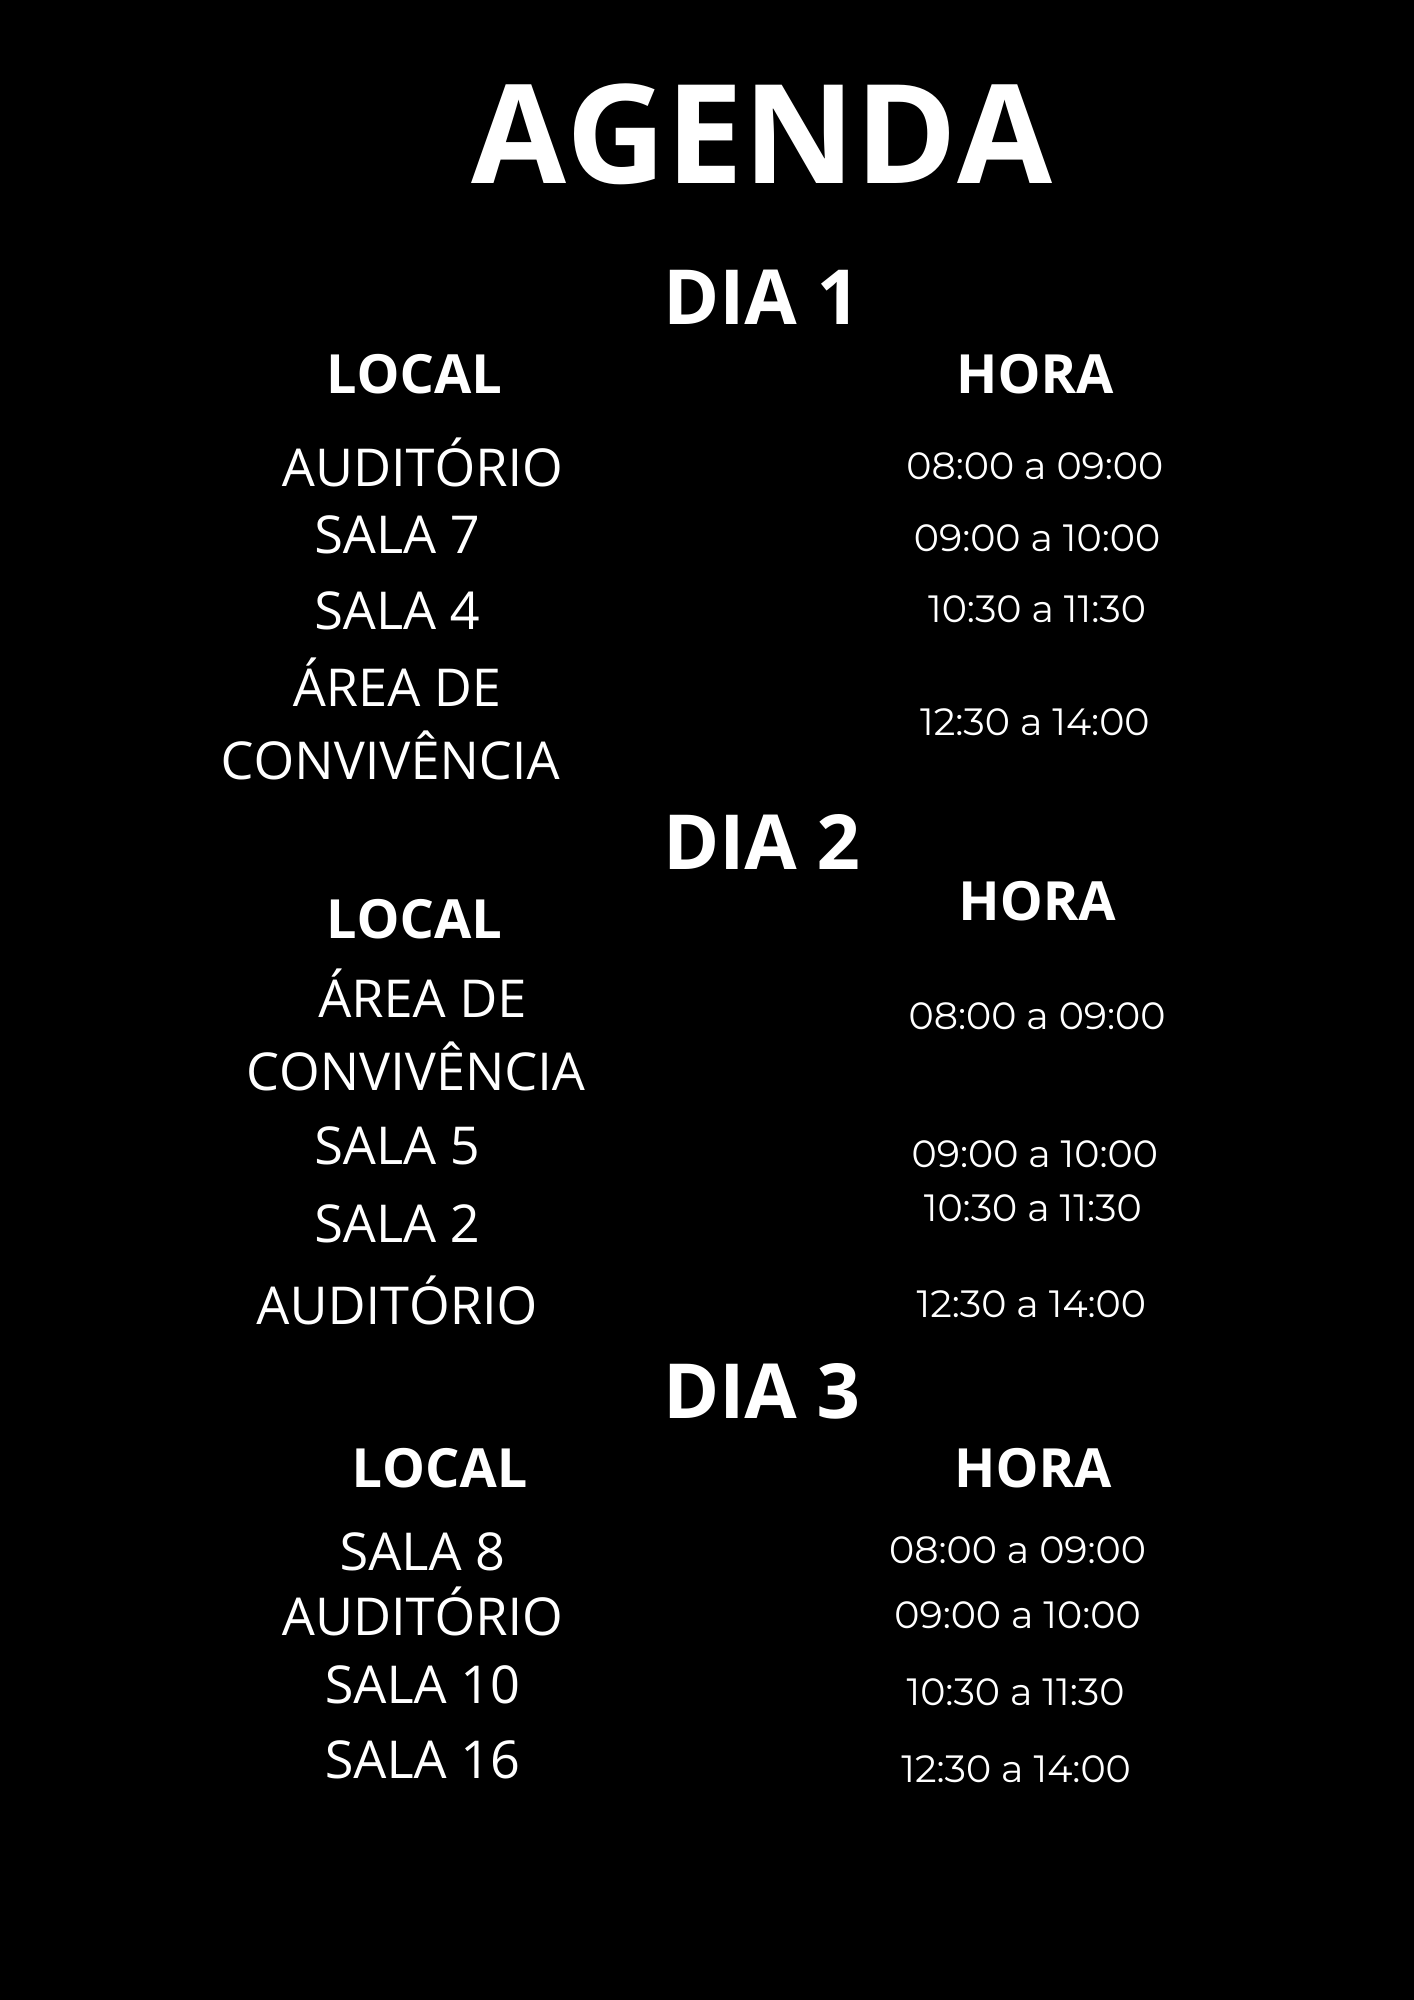 AGENDA
DIA 1
LOCAL HORA
AUDITÓRIO 08:00 a 09:00
SALA 7 09:00 a 10:00
SALA 4 10:30 a 11:30
ÁREA DE
CONVIVÊNCIA 12:30 a 14:00
DIA 2
LOCAL HORA
ÁREA DE
CONVIVÊNCIA 08:00 a 09:00
SALA 5 09:00 a 10:00
SALA 2 10:30 a 11:30
AUDITÓRIO 12:30 a 14:00
DIA 3
LOCAL HORA
SALA 8 08:00 a 09:00
AUDITÓRIO 09:00 a 10:00
SALA 10 10:30 a 11:30
SALA 16 12:30 a 14:00